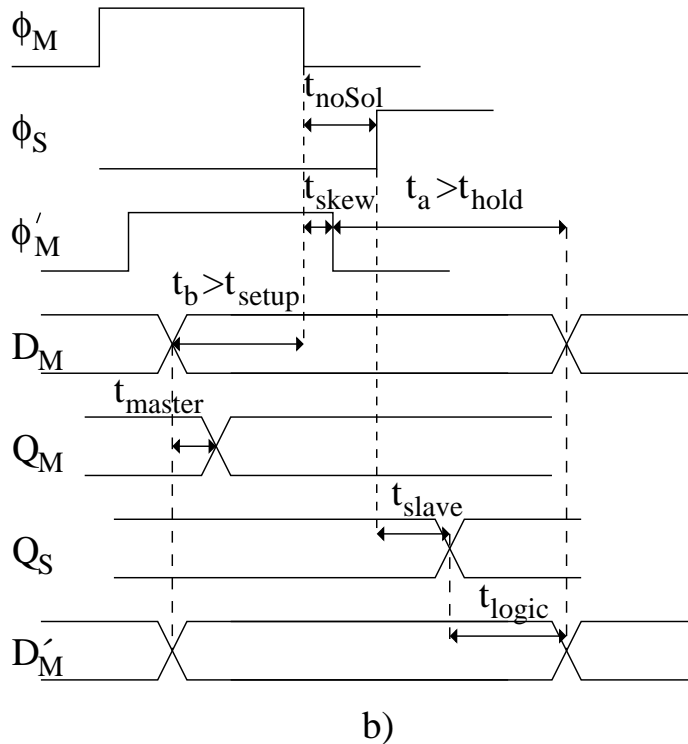 ϕM
tnoSol
ϕS
tskew
ta>thold
ϕ′M
tb>tsetup
DM
tmaster
QM
tslave
QS
tlogic
D′M
b)